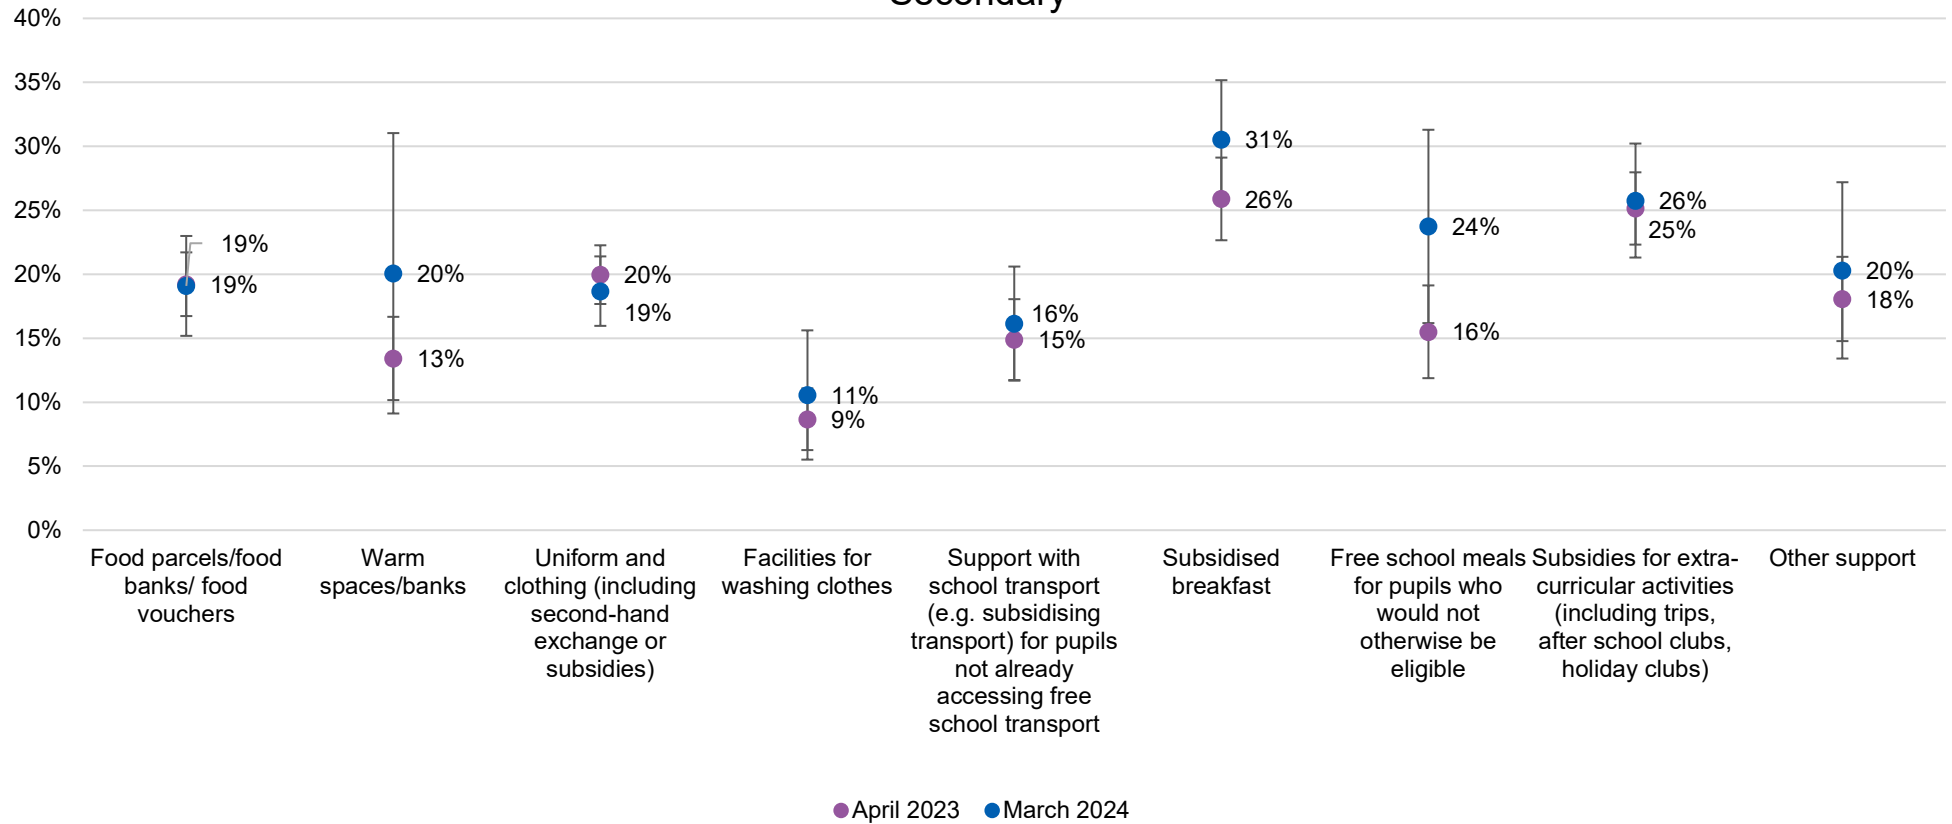 Secondary
40%
35%
30%
25%
20%
15%
10%
5%
0%
19%
19%
20%
13%
20%
19%
11%
9%
16%
15%
31%
26%
24%
16%
26%
25%
20%
18%
Food parcels/food
banks/ food
vouchers
Warm
spaces/banks
Uniform and
clothing (including
second-hand
exchange or
subsidies)
Facilities for
washing clothes
Support with
school transport
(e.g. subsidising
transport) for pupils
not already
accessing free
school transport
Subsidised
breakfast
Free school meals
for pupils who
would not
otherwise be
eligible
Subsidies for extra-
curricular activities
(including trips,
after school clubs,
holiday clubs)
Other support
April 2023
March 2024